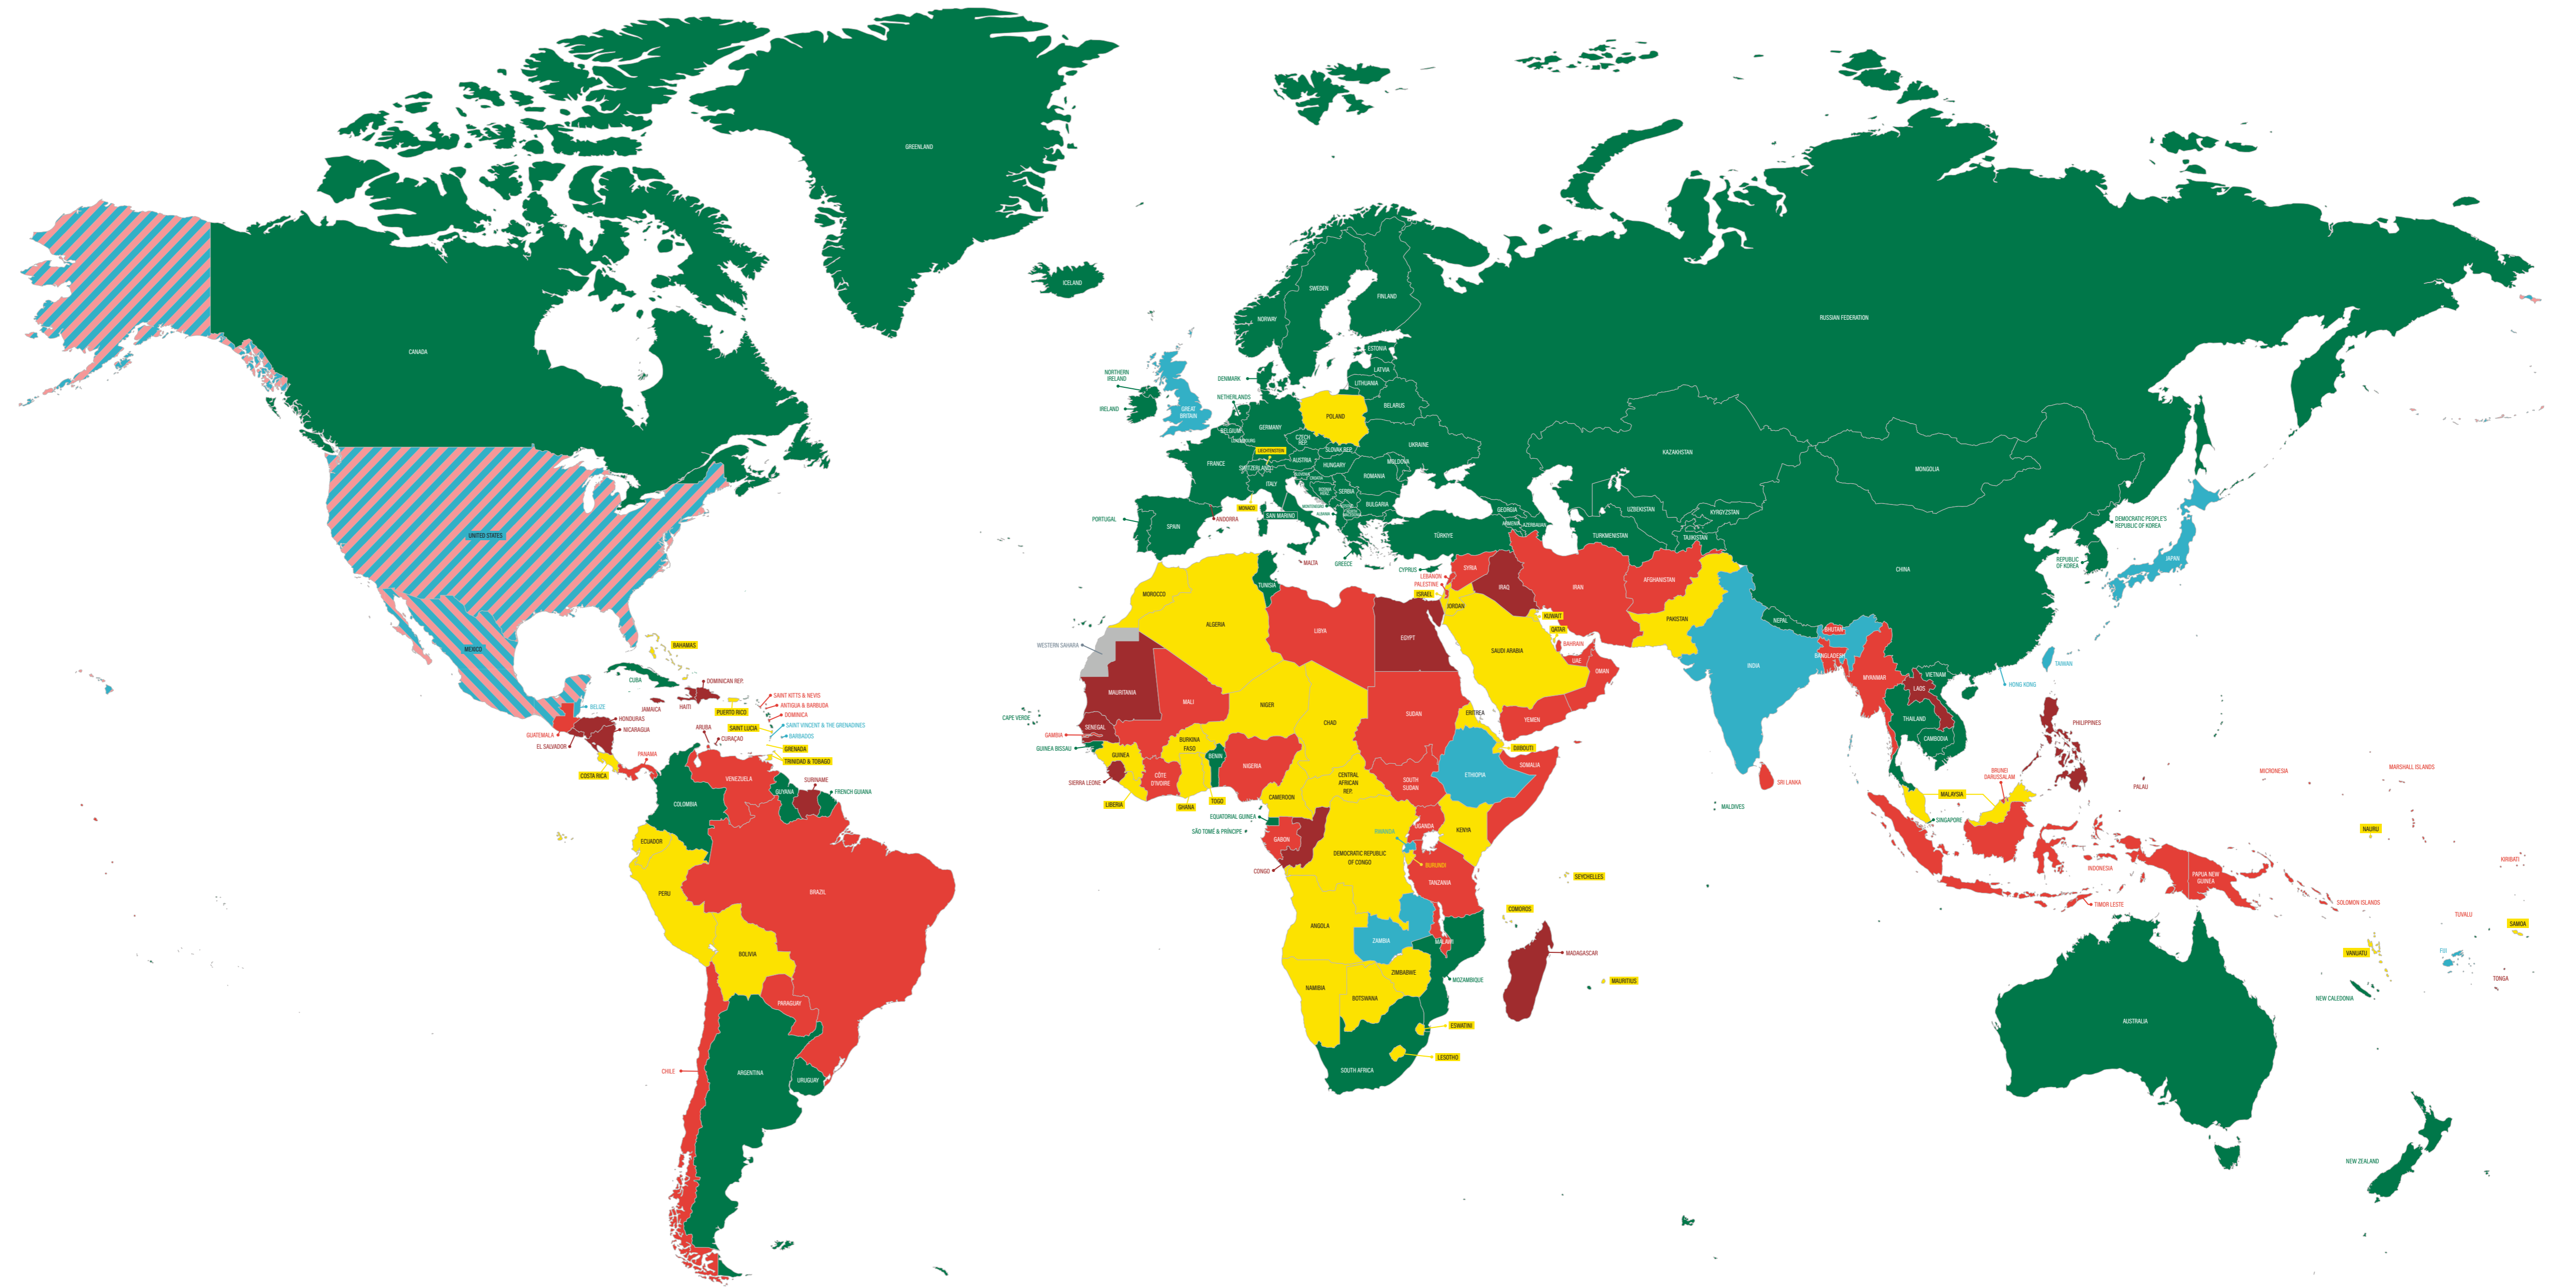 GREENLAND
ICELAND
CANADA
UNITED STATES
MEXICO
BAHAMAS
CUBA
DOMINICAN REP.
JAMAICA
HAITI
PUERTO RICO
SAINT KITTS & NEVIS
ANTIGUA & BARBUDA
DOMINICA
SAINT VINCENT & THE GRENADINES
SAINT LUCIA
BARBADOS
GRENADA
TRINIDAD & TOBAGO
ARUBA
CURAÇAO
BELIZE
HONDURAS
NICARAGUA
GUATEMALA
EL SALVADOR
PANAMA
COSTA RICA
VENEZUELA
SURINAME
GUYANA
FRENCH GUIANA
COLOMBIA
ECUADOR
PERU
BRAZIL
BOLIVIA
PARAGUAY
CHILE
ARGENTINA
URUGUAY
SWEDEN
FINLAND
NORWAY
RUSSIAN FEDERATION
ESTONIA
LATVIA
LITHUANIA
DENMARK
NORTHERN
IRELAND
IRELAND
GREAT
BRITAIN
NETHERLANDS
BELGIUM
LUXEMBOURG
GERMANY
POLAND
BELARUS
CZECH
REP.
UKRAINE
SLOVAK REP.
LIECHTENSTEIN
FRANCE
SWITZERLAND
AUSTRIA
HUNGARY
MOLDOVA
ROMANIA
ITALY
SERBIA
BULGARIA
MONACO
SAN MARINO
ANDORRA
PORTUGAL
SPAIN
MONTENEGRO
ALBANIA
GREECE
MALTA
TÜRKIYE
CYPRUS
GEORGIA
ARMENIA
AZERBAIJAN
KAZAKHSTAN
MONGOLIA
UZBEKISTAN
KYRGYZSTAN
TURKMENISTAN
TAJIKISTAN
CHINA
DEMOCRATIC PEOPLE'S
REPUBLIC OF KOREA
REPUBLIC
OF KOREA
JAPAN
SYRIA
LEBANON
PALESTINE
ISRAEL
JORDAN
IRAQ
IRAN
AFGHANISTAN
PAKISTAN
KUWAIT
QATAR
BAHRAIN
SAUDI ARABIA
UAE
OMAN
YEMEN
NEPAL
BHUTAN
INDIA
BANGLADESH
MYANMAR
LAOS
VIETNAM
THAILAND
CAMBODIA
HONG KONG
TAIWAN
PHILIPPINES
SRI LANKA
MALDIVES
BRUNEI
DARUSSALAM
MALAYSIA
SINGAPORE
INDONESIA
TIMOR LESTE
PAPUA NEW
GUINEA
PALAU
MICRONESIA
MARSHALL ISLANDS
NAURU
KIRIBATI
SOLOMON ISLANDS
TUVALU
SAMOA
VANUATU
FIJI
TONGA
NEW CALEDONIA
AUSTRALIA
NEW ZEALAND
MOROCCO
ALGERIA
TUNISIA
LIBYA
EGYPT
WESTERN SAHARA
MAURITANIA
MALI
NIGER
CHAD
SUDAN
ERITHEA
CAPE VERDE
SENEGAL
GAMINA
GUINEA BISSAU
GUINEA
SIERRA LEONE
LIBERIA
CÔTE
D'IVOIRE
BURKINA
FASO
GHANA
TOGO
BENIN
NIGERIA
CAMEROON
CENTRAL
AFRICAN
REP.
SOUTH
SUDAN
ETHIOPIA
DJIBOUTI
SOMALIA
EQUATORIAL GUINEA
SÃO TOMÉ & PRÍNCIPE
GABON
CONGO
DEMOCRATIC REPUBLIC
OF CONGO
UGANDA
KENYA
RWANDA
BURUNDI
TANZANIA
SEYCHELLES
COMOROS
ANGOLA
ZAMBIA
MALAWI
MOZAMBIQUE
MADAGASCAR
MAURITIUS
ZIMBABWE
NAMIBIA
BOTSWANA
ESWATINI
LESOTHO
SOUTH AFRICA